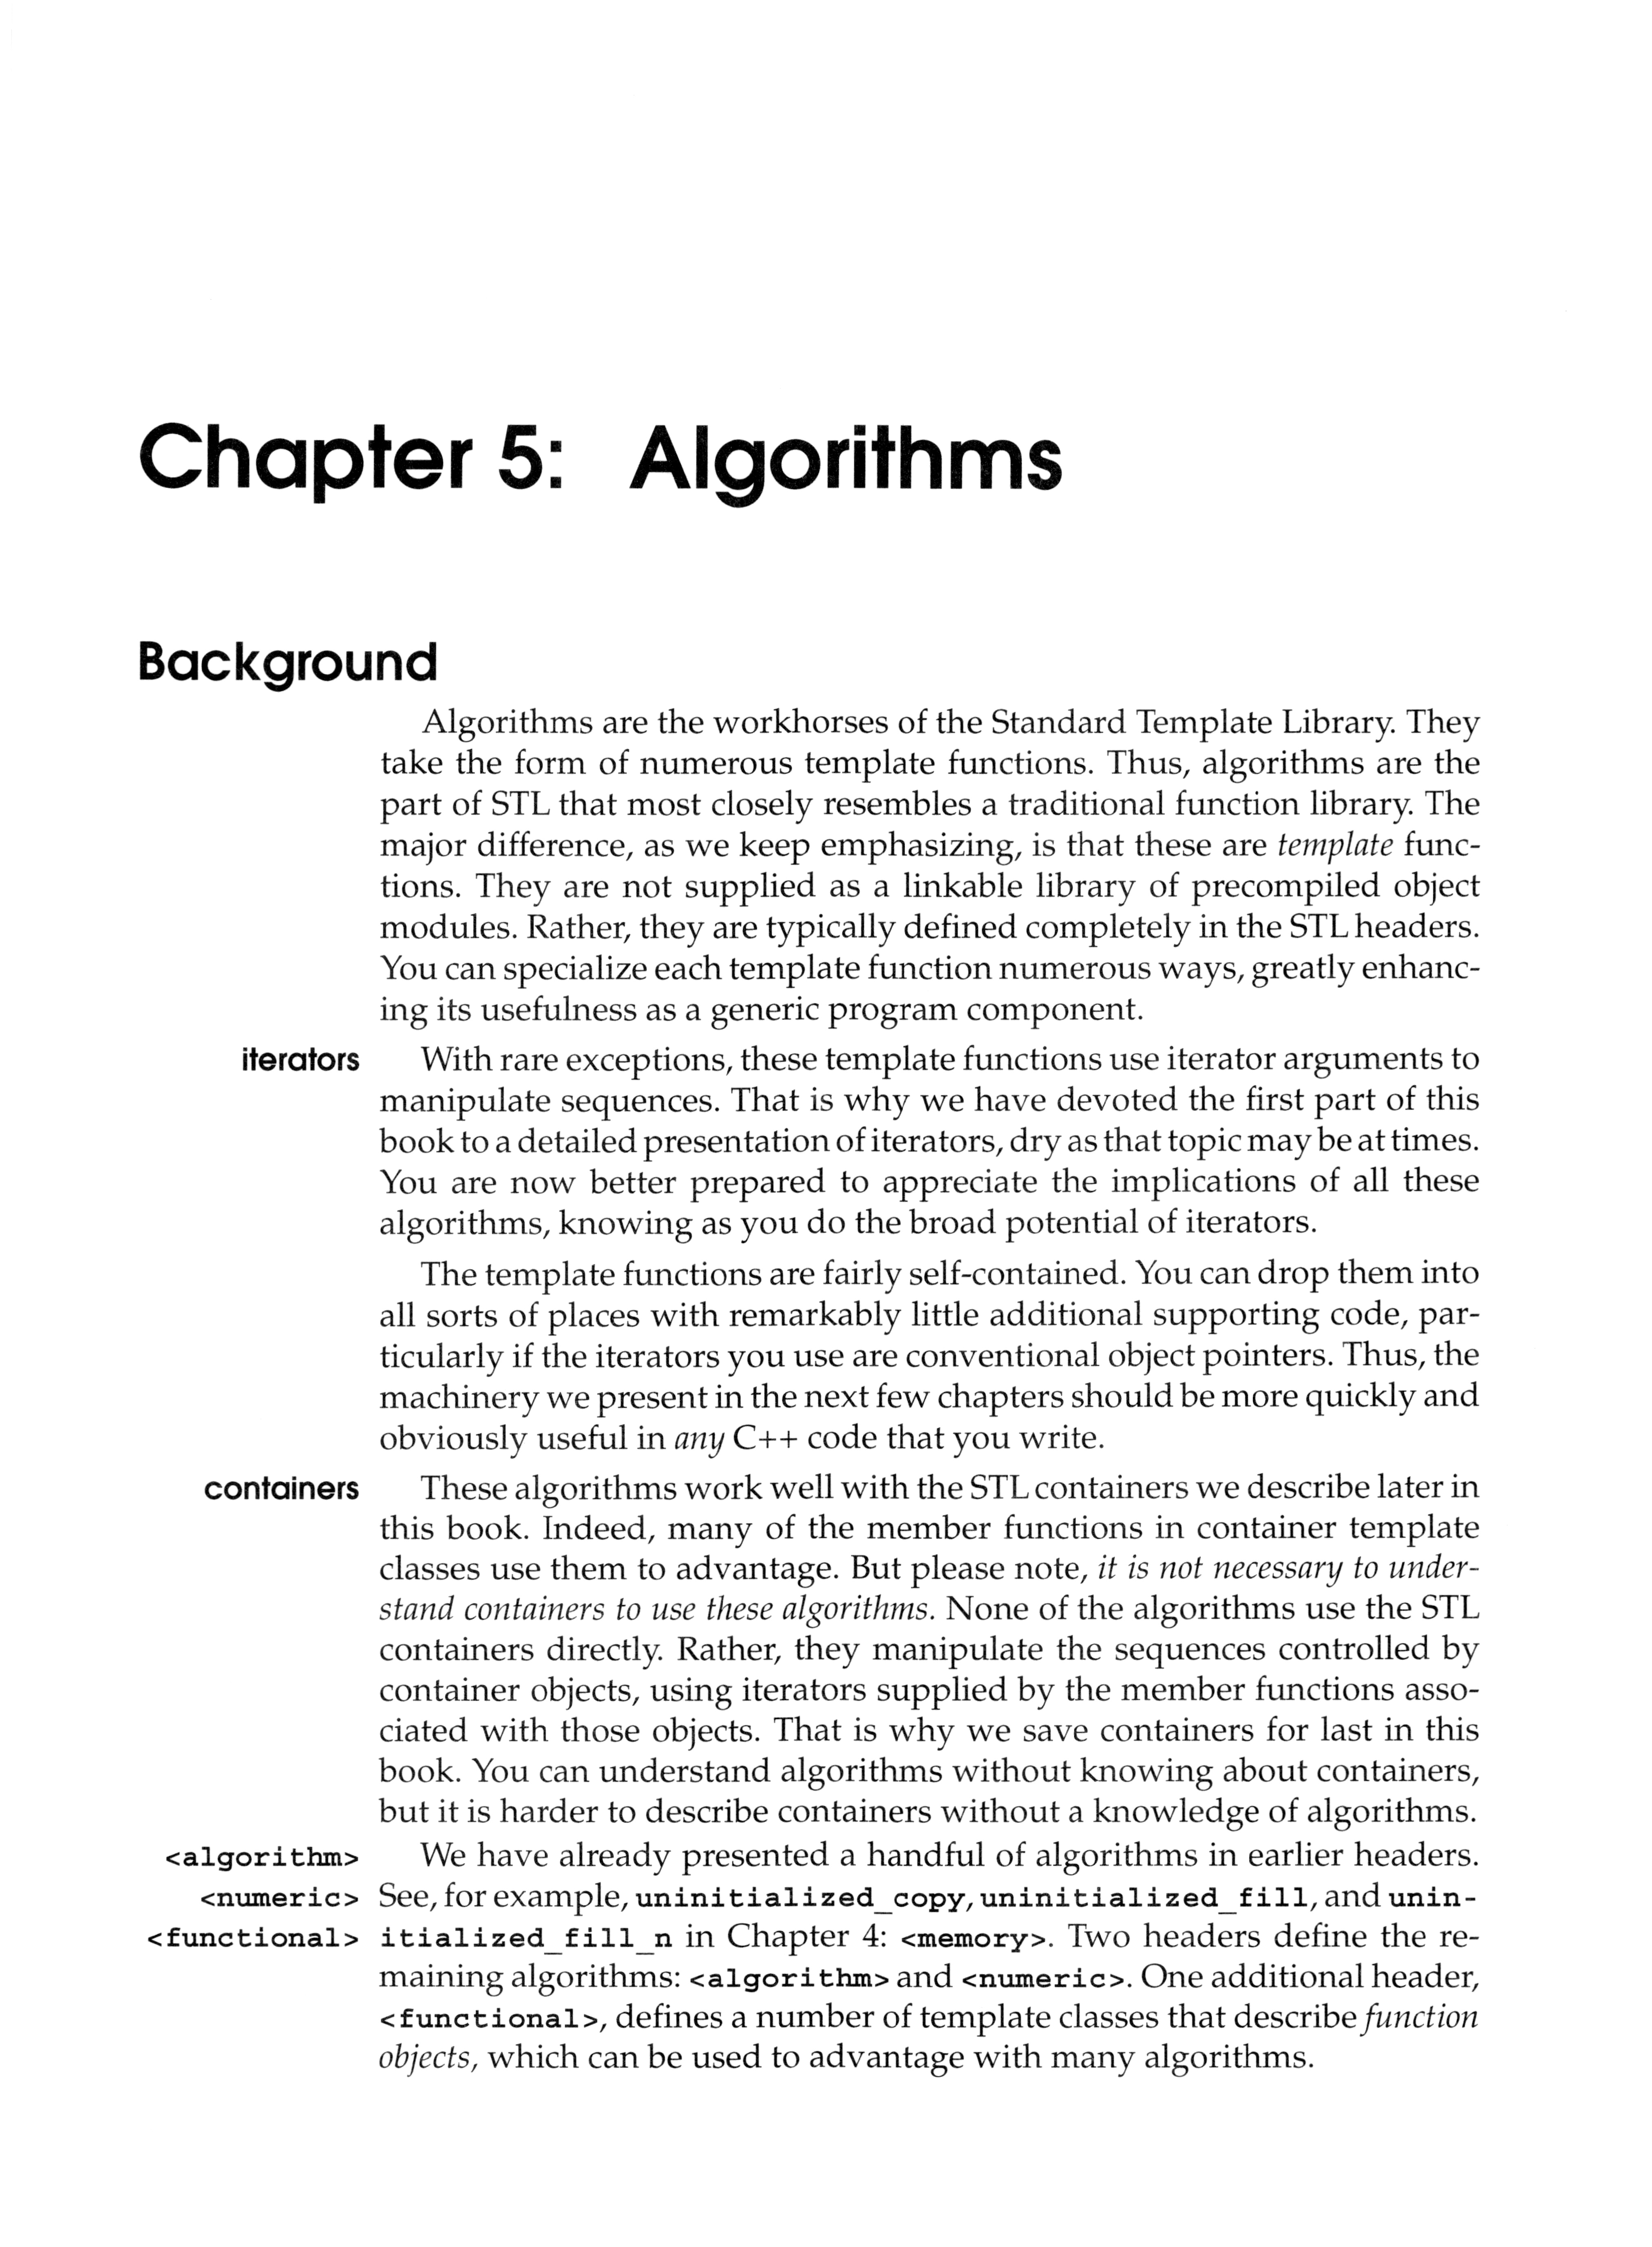 Chapter 5: Algorithms
Background
Algorithms are the workhorses of the Standard Template Library. They
take the form of numerous template functions. Thus, algorithms are the
part of STL that most closely resembles a traditional function library. The
major difference, as we keep emphasizing, is that these are template func-
tions. They are not supplied as a linkable library of precompiled object
modules. Rather, they are typically defined completely in the STL headers.
You can specialize each template function numerous ways, greatly enhanc-
ing its usefulness as a generic program component.
iterators With rare exceptions, these template functions use iterator arguments to
manipulate sequences. That is why we have devoted the first part of this
book to a detailed presentation of iterators, dry as that topic may be at times.
You are now better prepared to appreciate the implications of all these
algorithms, knowing as you do the broad potential of iterators.
The template functions are fairly self-contained. You can drop them into
all sorts of places with remarkably little additional supporting code, par-
ticularly if the iterators you use are conventional object pointers. Thus, the
machinery we present in the next few chapters should be more quickly and
obviously useful in any C++ code that you write.
containers These algorithms work well with the STL containers we describe later in
this book. Indeed, many of the member functions in container template
classes use them to advantage. But please note, it is not necessary to under-
stand containers to use these algorithms. None of the algorithms use the STL
containers directly. Rather, they manipulate the sequences controlled by
container objects, using iterators supplied by the member functions asso-
ciated with those objects. That is why we save containers for last in this
book. You can understand algorithms without knowing about containers,
but it is harder to describe containers without a knowledge of algorithms.
<algorithm> We have already presented a handful of algorithms in earlier headers.
<numeric> See, for example, uninitialized_copy, uninitialized_fill, and unin-
<functional> itialized_fill_n in Chapter 4: <memory>. Two headers define the re-
maining algorithms: <algorithm> and <numeric>. One additional header,
<functional>, defines a number of template classes that describe function
objects, which can be used to advantage with many algorithms.